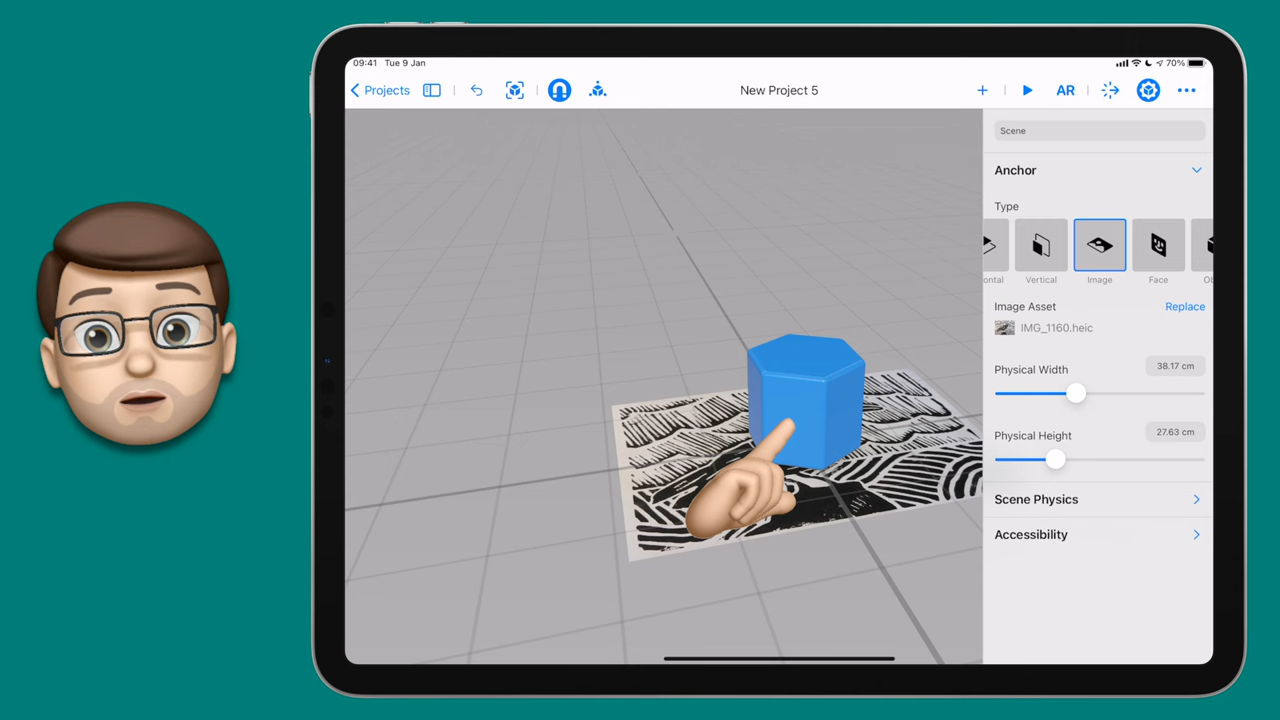 09:41 Tue 9 Jan
70%
Projects
New Project 5
AR
Scene
Anchor
Type
ontal
Vertical
Image
Face
Ob
Image Asset
Replace
IMG_1160.heic
Physical Width
38.17 cm
Physical Height
27.63 cm
Scene Physics
Accessibility